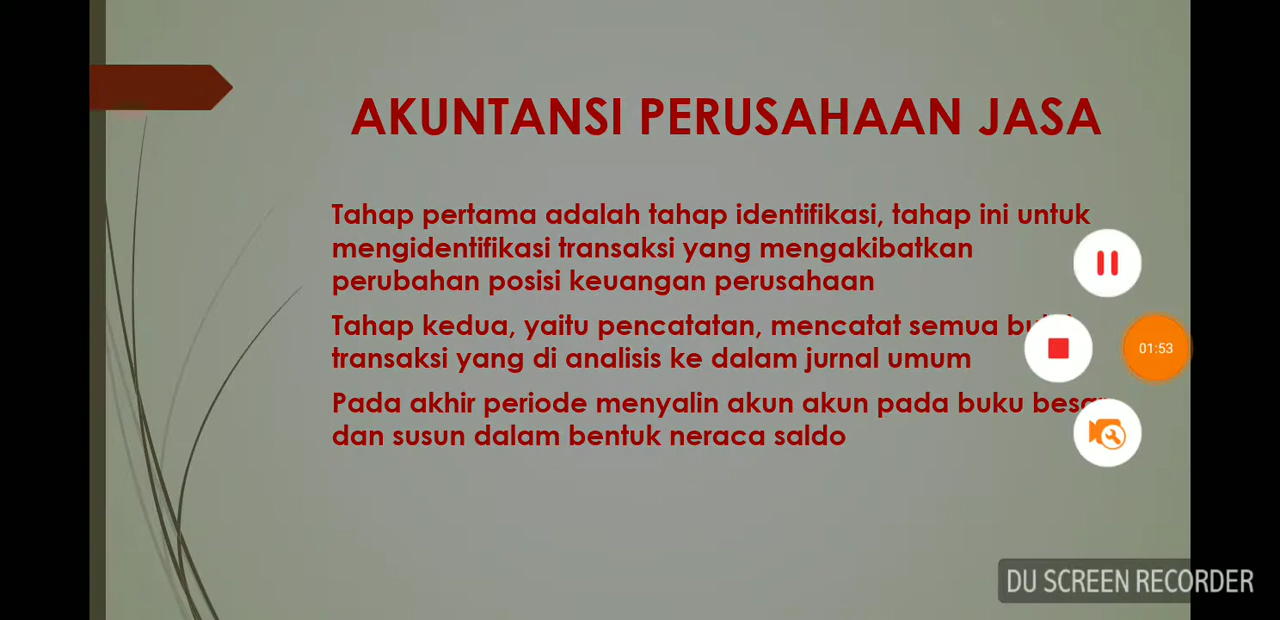 AKUNTANSI PERUSAHAAN JASA
Tahap pertama adalah tahap identifikasi, tahap ini untuk
mengidentifikasi transaksi yang mengakibatkan
perubahan posisi keuangan perusahaan
Tahap kedua, yaitu pencatatan, mencatat semua
transaksi yang di analisis ke dalam jurnal umum
01:53
Pada akhir periode menyalin akun akun pada buku besar
dan susun dalam bentuk neraca saldo
DU SCREEN RECORDER